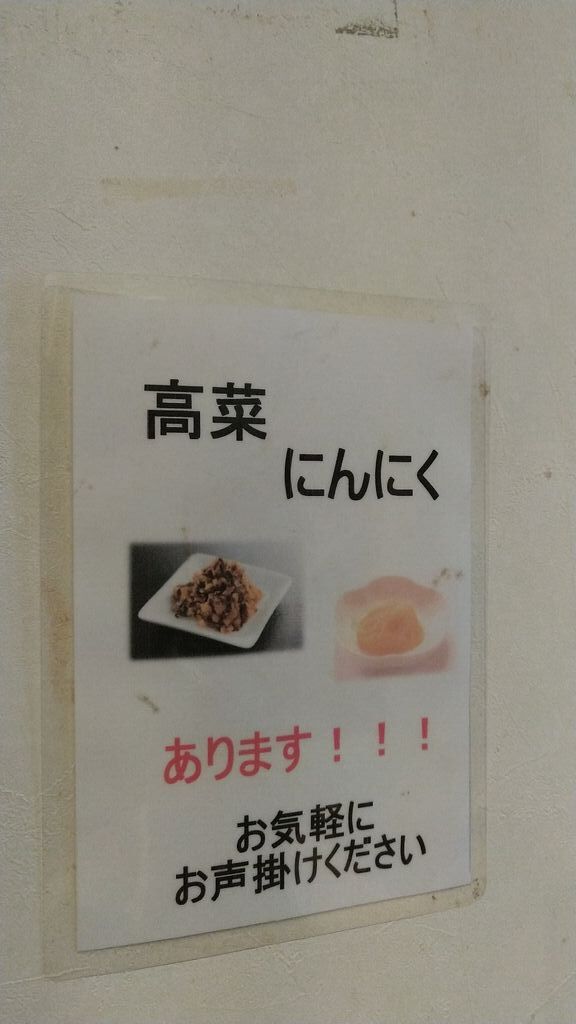 高菜
にんにく
あります！！！
お気軽に
お声掛けください